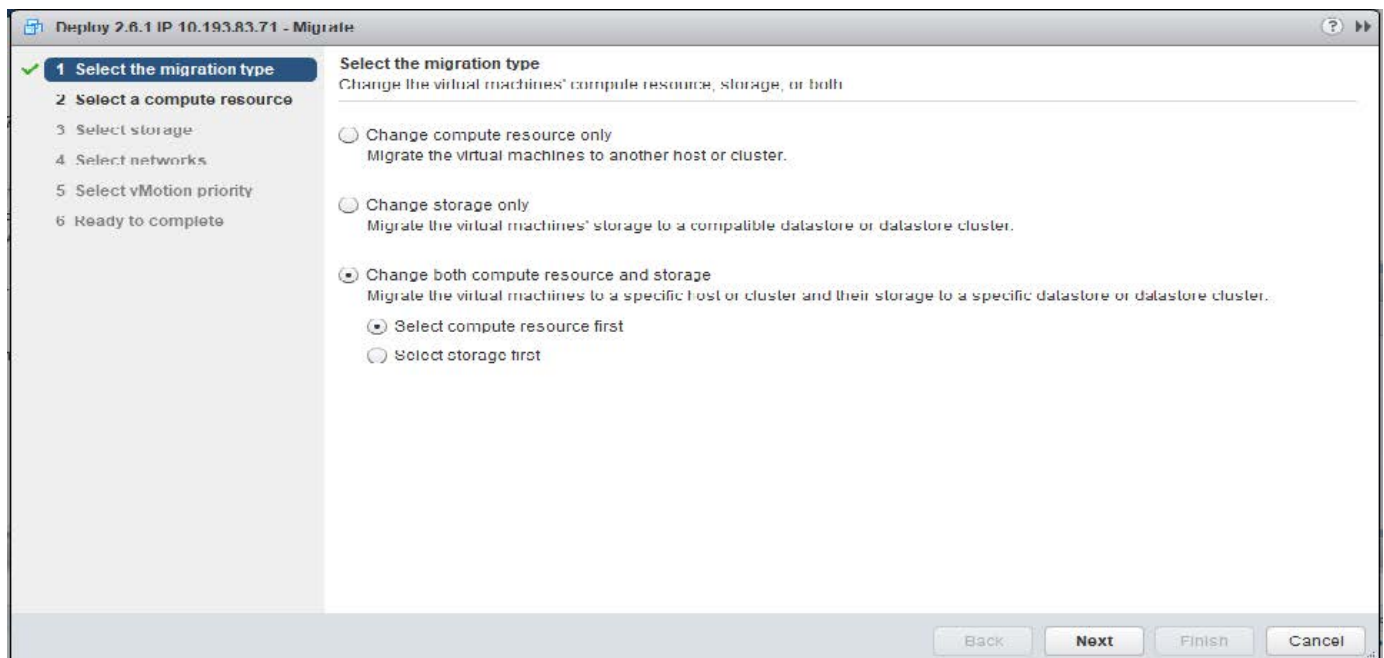 Deploy 2.6.1 IP 10.193.83.71 - Migrate
1 Select the migration type
2 Select a compute resource
3 Select storage
4 Select networks
5 Select vMotion priority
6 Ready to complete
Select the migration type
Change the virtual machines' compute resource, storage, or both
Change compute resource only
Migrate the virtual machines to another host or cluster.
Change storage only
Migrate the virtual machines' storage to a compatible datastore or datastore cluster.
Change both compute resource and storage
Migrate the virtual machines to a specific host or cluster and their storage to a specific datastore or datastore cluster.
Select compute resource first
Select storage first
Back Next Finish Cancel